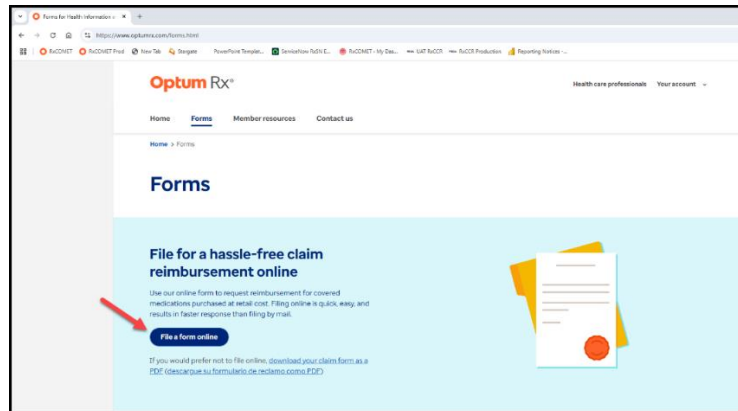 Forms for Health Information
https://www.optumrx.com/forms.html
RxCOMET RxCOMET Prod New Tab Stargate PowerPoint Templat... ServiceNow RxSN E... RxCOMET - My Das... UAT RxCCR RxCCR Production Reporting Notices -...
Optum Rx®
Health care professionals Your account
Home Forms Member resources Contact us
Home > Forms
Forms
File for a hassle-free claim
reimbursement online
Use our online form to request reimbursement for covered
medications purchased at retail cost. Filing online is quick, easy, and
results in faster response than filing by mail.
File a form online
If you would prefer not to file online, download your claim form as a
PDF (descargue su formulario de reclamo como PDF)